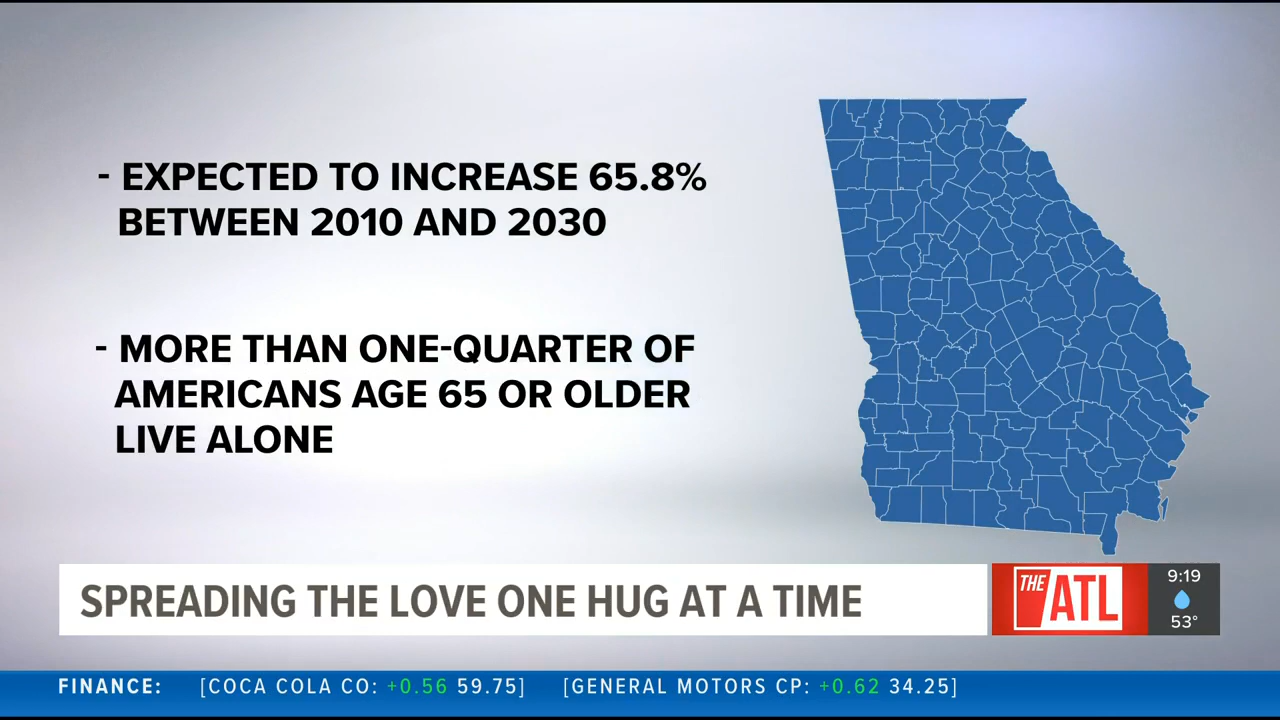 - EXPECTED TO INCREASE 65.8%
BETWEEN 2010 AND 2030
- MORE THAN ONE-QUARTER OF
AMERICANS AGE 65 OR OLDER
LIVE ALONE
SPREADING THE LOVE ONE HUG AT A TIME
THE ATL
9:19
53°
FINANCE: [COCA COLA CO: +0.56 59.75] [GENERAL MOTORS CP: +0.62 34.25]